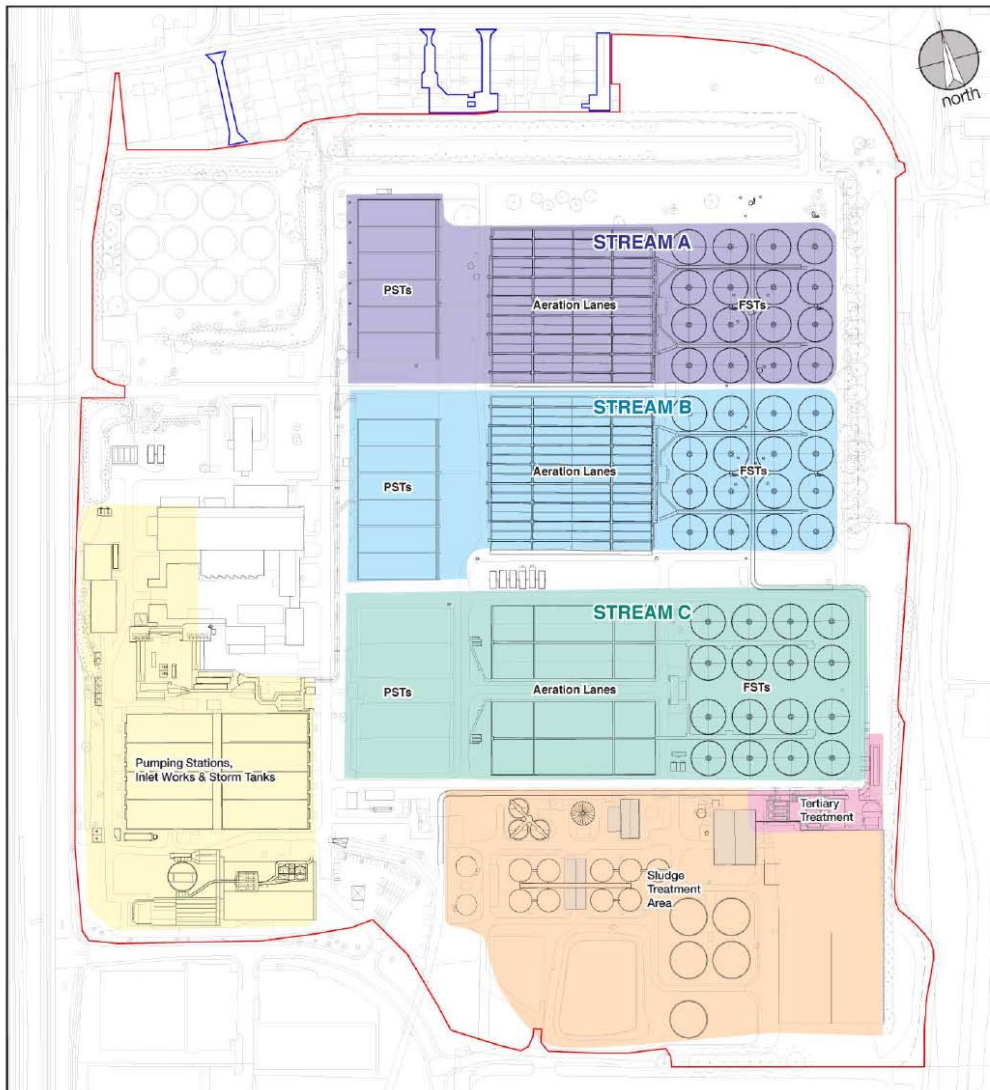 north
STREAM A
PSTs
Aeration Lanes
FSTs
STREAM B
PSTs
Aeration Lanes
FSTs
STREAM C
PSTs
Aeration Lanes
FSTs
Pumping Stations,
Inlet Works & Storm Tanks
Tertiary
Treatment
Sludge
Treatment
Area